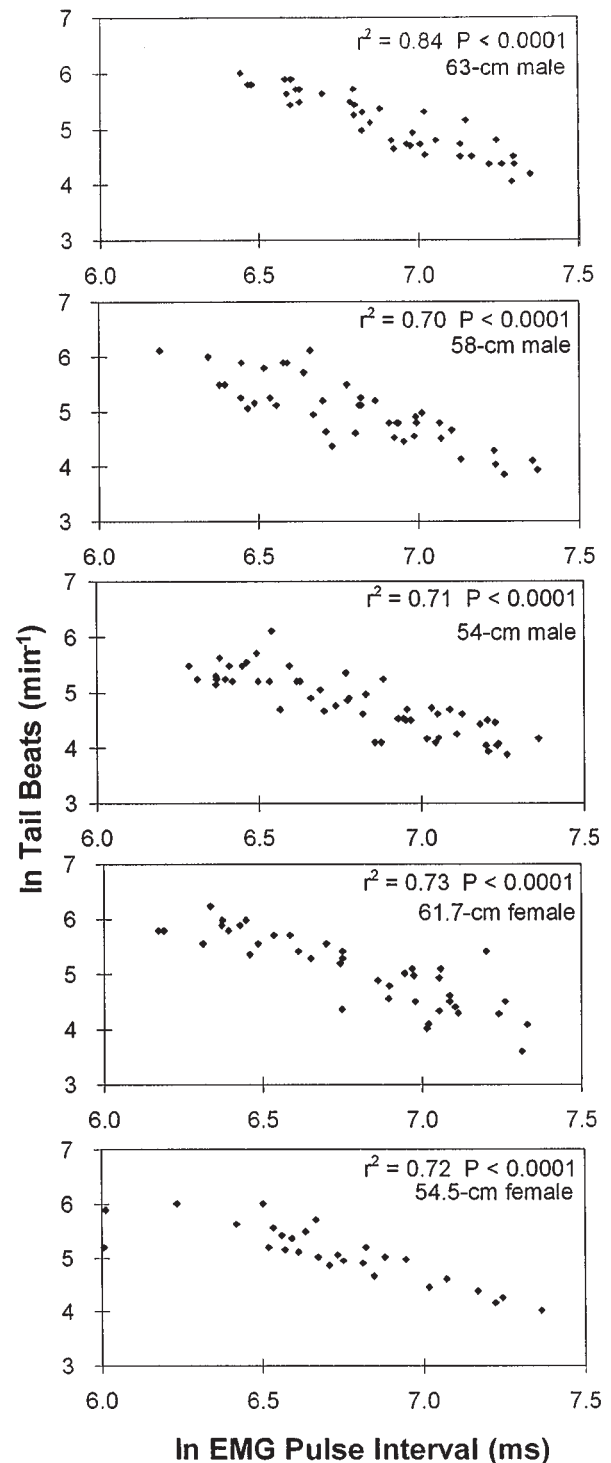 7
r² = 0.84 P < 0.0001
63-cm male
6
5
4
3
6.0 6.5 7.0 7.5
7
r² = 0.70 P < 0.0001
58-cm male
6
5
4
3
6.0 6.5 7.0 7.5
7
r² = 0.71 P < 0.0001
54-cm male
6
5
4
3
6.0 6.5 7.0 7.5
ln Tail Beats (min⁻¹)
7
r² = 0.73 P < 0.0001
61.7-cm female
6
5
4
3
6.0 6.5 7.0 7.5
7
r² = 0.72 P < 0.0001
54.5-cm female
6
5
4
3
6.0 6.5 7.0 7.5
ln EMG Pulse Interval (ms)